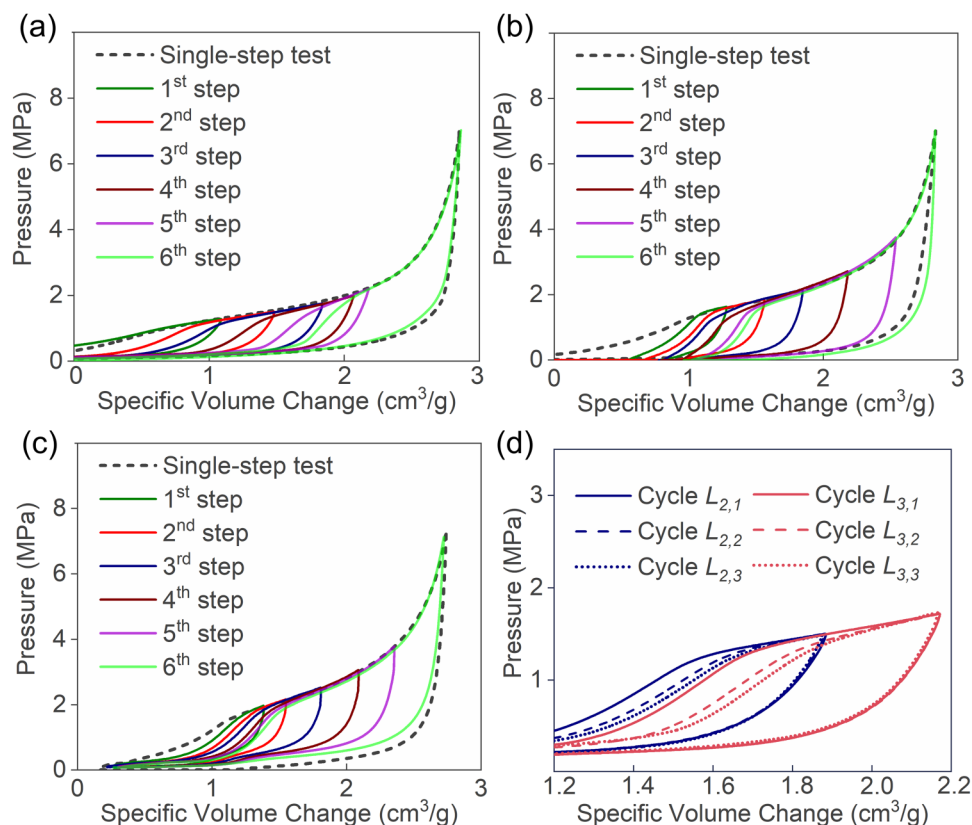 (a)
Pressure (MPa)
8
6
4
2
0
0 1 2 3
Specific Volume Change (cm³/g)
Single-step test
1st step
2nd step
3rd step
4th step
5th step
6th step
(b)
Pressure (MPa)
8
6
4
2
0
0 1 2 3
Specific Volume Change (cm³/g)
Single-step test
1st step
2nd step
3rd step
4th step
5th step
6th step
(c)
Pressure (MPa)
8
6
4
2
0
0 1 2 3
Specific Volume Change (cm³/g)
Single-step test
1st step
2nd step
3rd step
4th step
5th step
6th step
(d)
Pressure (MPa)
3
2
1
1.2 1.4 1.6 1.8 2.0 2.2
Specific Volume Change (cm³/g)
Cycle L2,1 Cycle L3,1
Cycle L2,2 Cycle L3,2
Cycle L2,3 Cycle L3,3